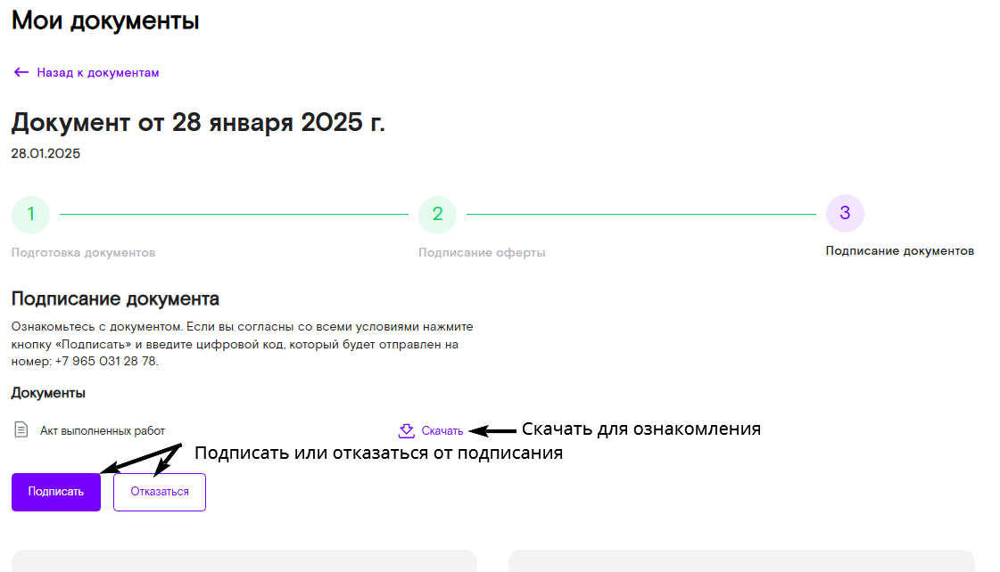 Мои документы
Назад к документам
Документ от 28 января 2025 г.
28.01.2025
1
2
3
Подготовка документов
Подписание оферты
Подписание документов
Подписание документа
Ознакомьтесь с документом. Если вы согласны со всеми условиями нажмите
кнопку «Подписать» и введите цифровой код, который будет отправлен на
номер: +7 965 031 28 78.
Документы
Акт выполненных работ
Скачать
Скачать для ознакомления
Подписать или отказаться от подписания
Подписать
Отказаться